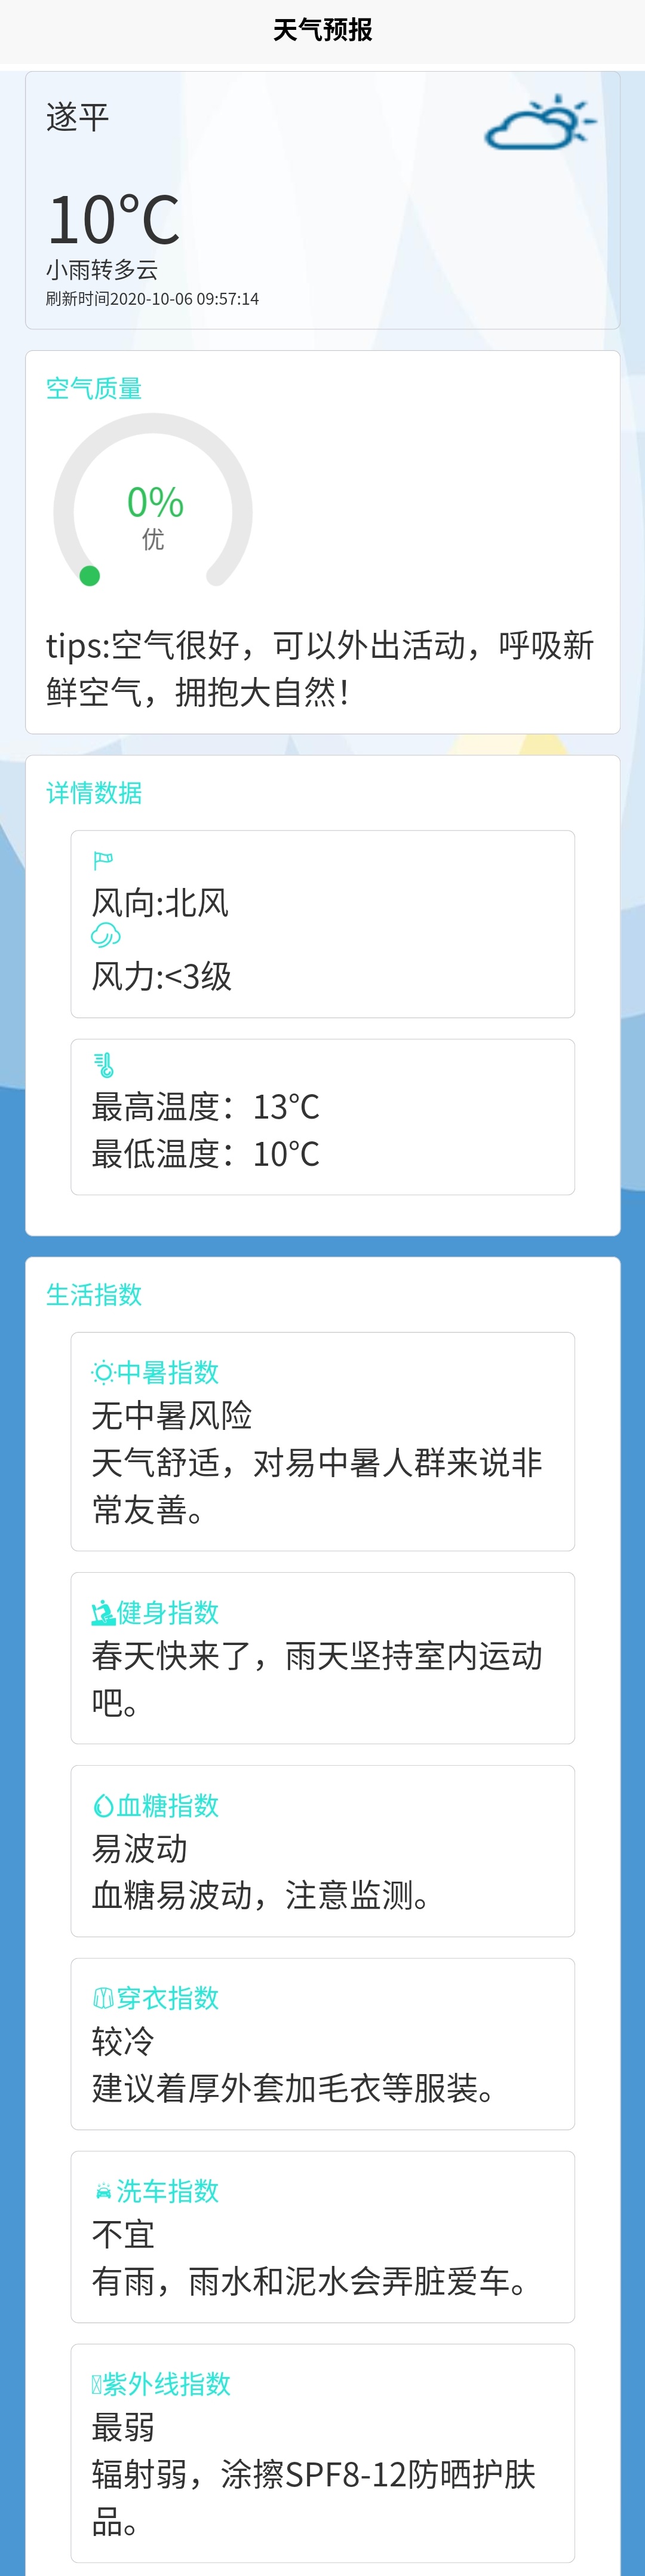 天气预报
遂平
10℃
小雨转多云
刷新时间2020-10-06 09:57:14
空气质量
0%
优
tips:空气很好，可以外出活动，呼吸新
鲜空气，拥抱大自然！
详情数据
风向:北风
风力:<3级
最高温度：13℃
最低温度：10℃
生活指数
中暑指数
无中暑风险
天气舒适，对易中暑人群来说非
常友善。
健身指数
春天快来了，雨天坚持室内运动
吧。
血糖指数
易波动
血糖易波动，注意监测。
穿衣指数
较冷
建议着厚外套加毛衣等服装。
洗车指数
不宜
有雨，雨水和泥水会弄脏爱车。
紫外线指数
最弱
辐射弱，涂擦SPF8-12防晒护肤
品。